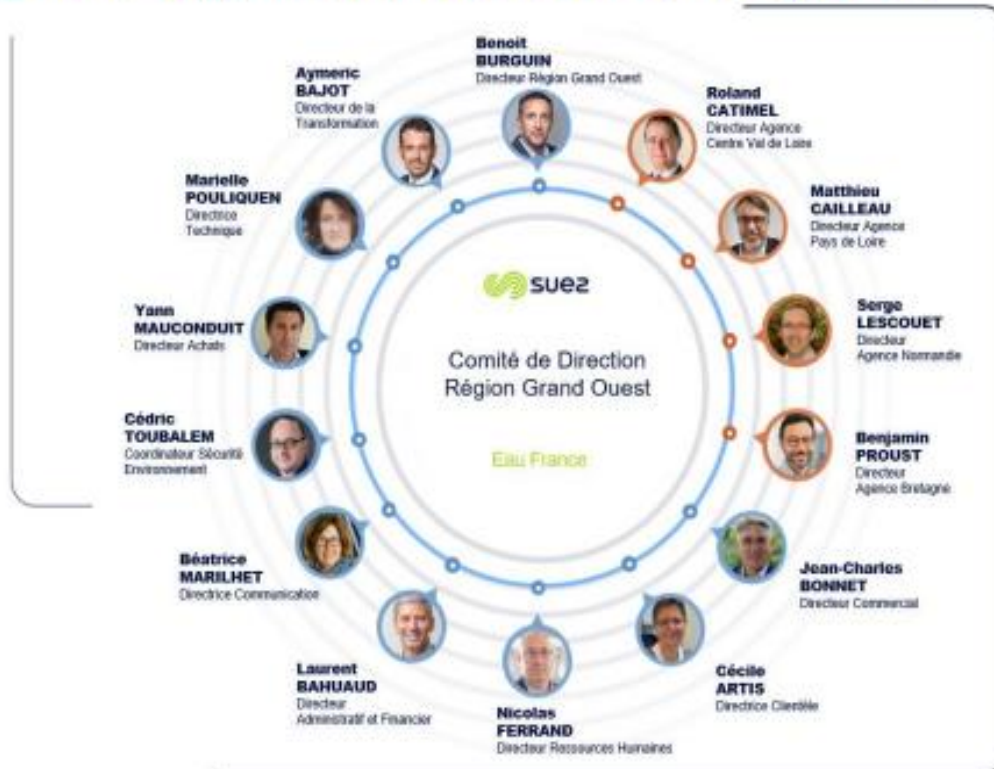 Benoit
BURGUIN
Directeur Région Grand Ouest
Roland
CATIMEL
Directeur Agence
Centre Val de Loire
Matthieu
CAILLEAU
Directeur Agence
Pays de Loire
Serge
LESCOUET
Directeur
Agence Normandie
Benjamin
PROUST
Directeur
Agence Bretagne
Jean-Charles
BONNET
Directeur Commercial
Cécile
ARTIS
Directrice Clientèle
Nicolas
FERRAND
Directeur Ressources Humaines
Laurent
BAHUAUD
Directeur
Administratif et Financier
Béatrice
MARILHET
Directrice Communication
Cédric
TOUBALEM
Coordinateur Sécurité
Environnement
Yann
MAUCONDUIT
Directeur Achats
Marielle
POULIQUEN
Directrice
Technique
Aymeric
BAJOT
Directeur de la
Transformation
suez
Comité de Direction
Région Grand Ouest
Eau France